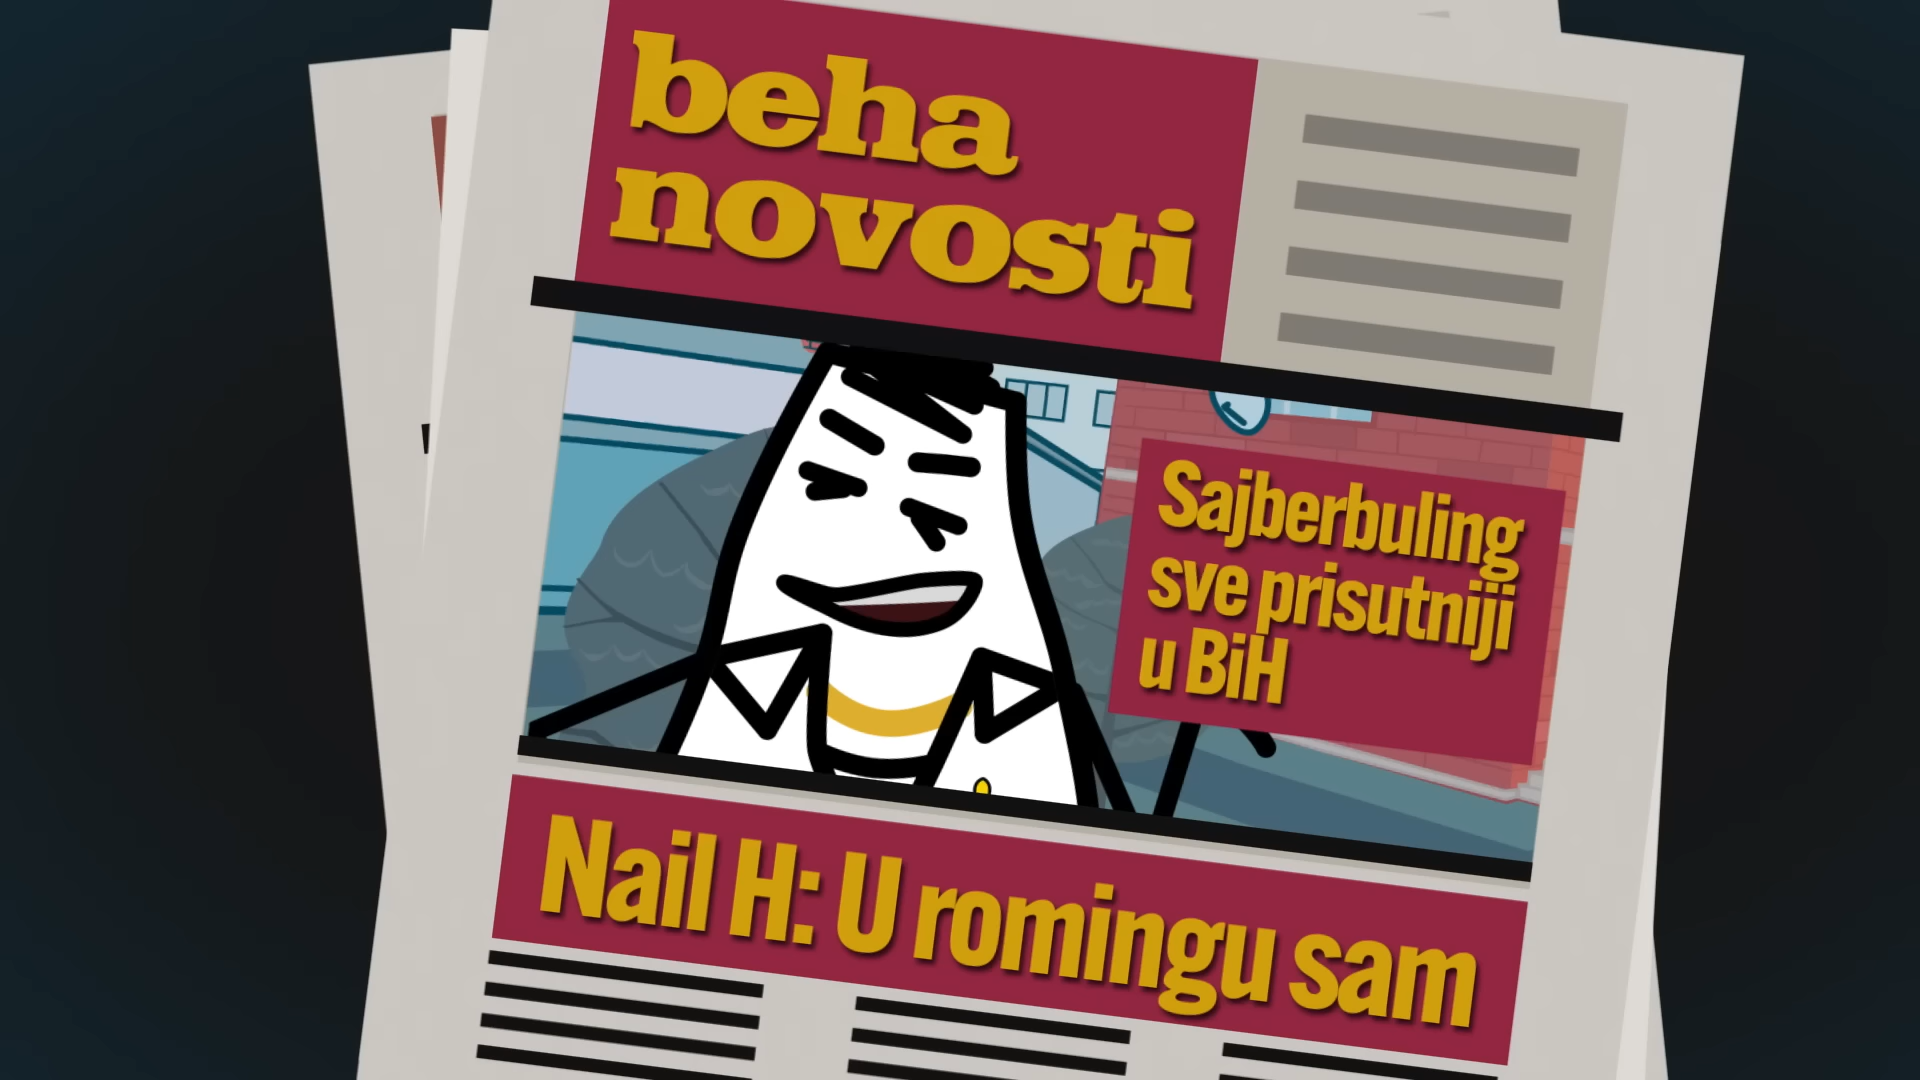 beha
novosti
Sajberbuling
sve prisutniji
u BiH
Nail H: U romingu sam